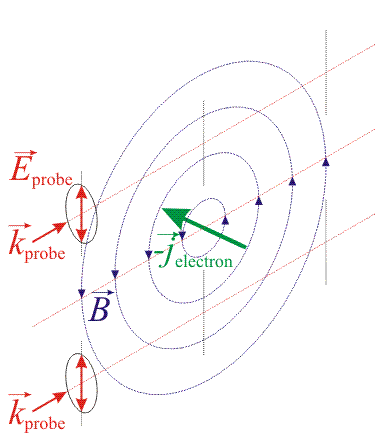 E⃗probe
k⃗probe
-j⃗electron
B⃗
k⃗probe